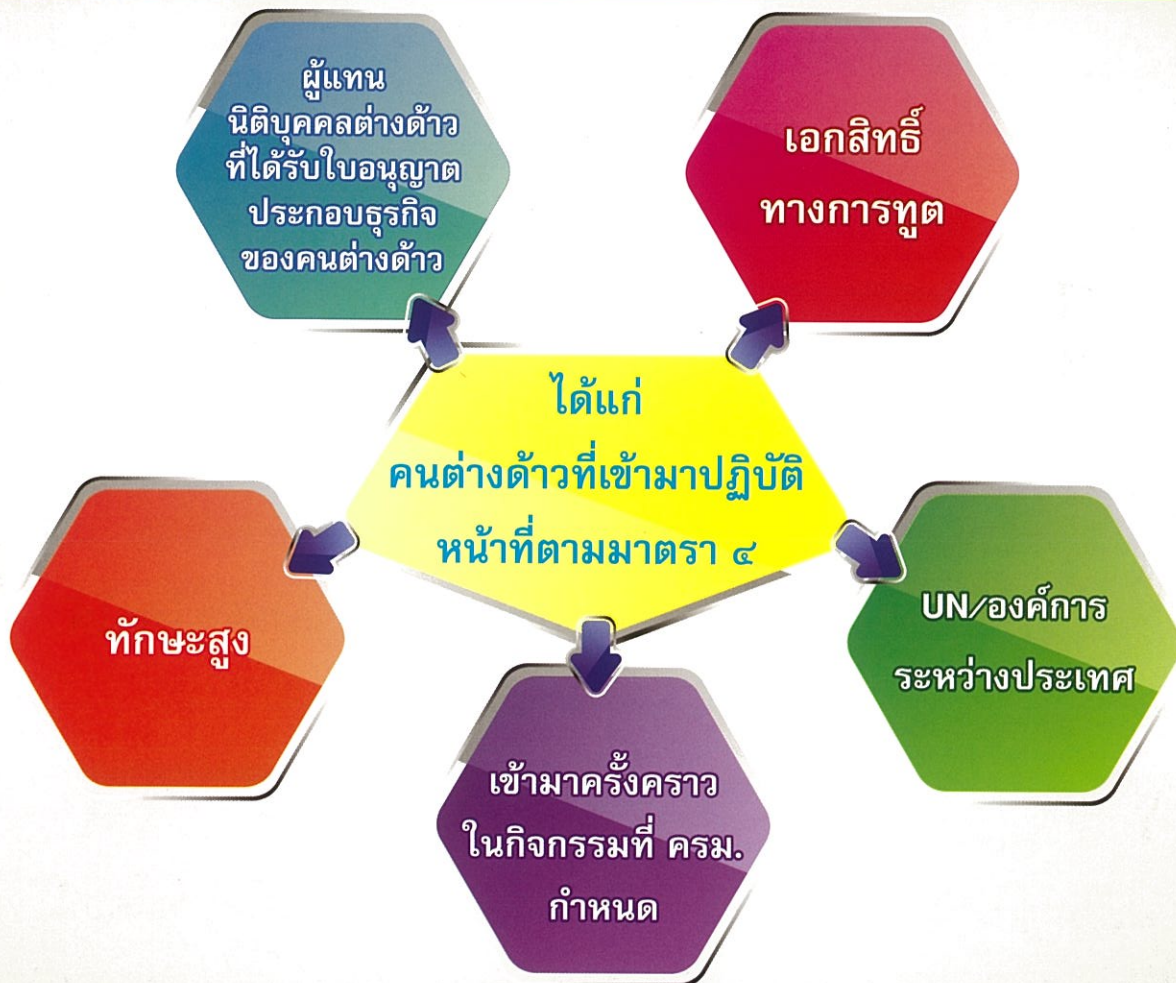 ผู้แทน
นิติบุคคลต่างด้าว
ที่ได้รับใบอนุญาต
ประกอบธุรกิจ
ของคนต่างด้าว
เอกสิทธิ์
ทางการทูต
ได้แก่
คนต่างด้าวที่เข้ามาปฏิบัติ
หน้าที่ตามมาตรา ๔
ทักษะสูง
UN/องค์การ
ระหว่างประเทศ
เข้ามาครั้งคราว
ในกิจกรรมที่ ครม.
กำหนด